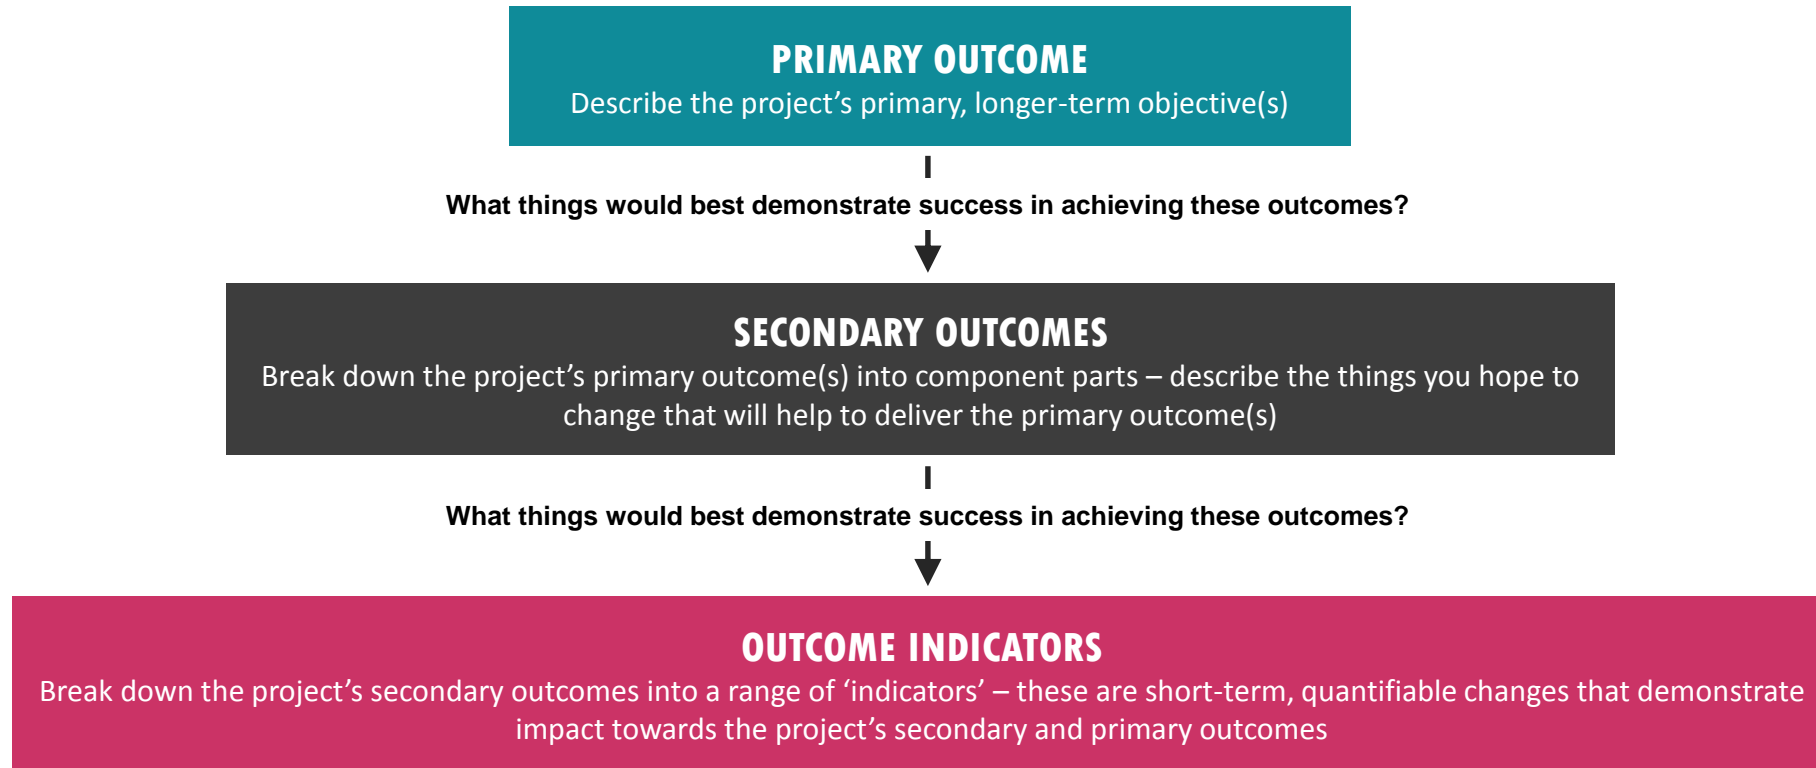 PRIMARY OUTCOME
Describe the project’s primary, longer-term objective(s)
What things would best demonstrate success in achieving these outcomes?
SECONDARY OUTCOMES
Break down the project’s primary outcome(s) into component parts – describe the things you hope to
change that will help to deliver the primary outcome(s)
What things would best demonstrate success in achieving these outcomes?
OUTCOME INDICATORS
Break down the project’s secondary outcomes into a range of ‘indicators’ – these are short-term, quantifiable changes that demonstrate
impact towards the project’s secondary and primary outcomes